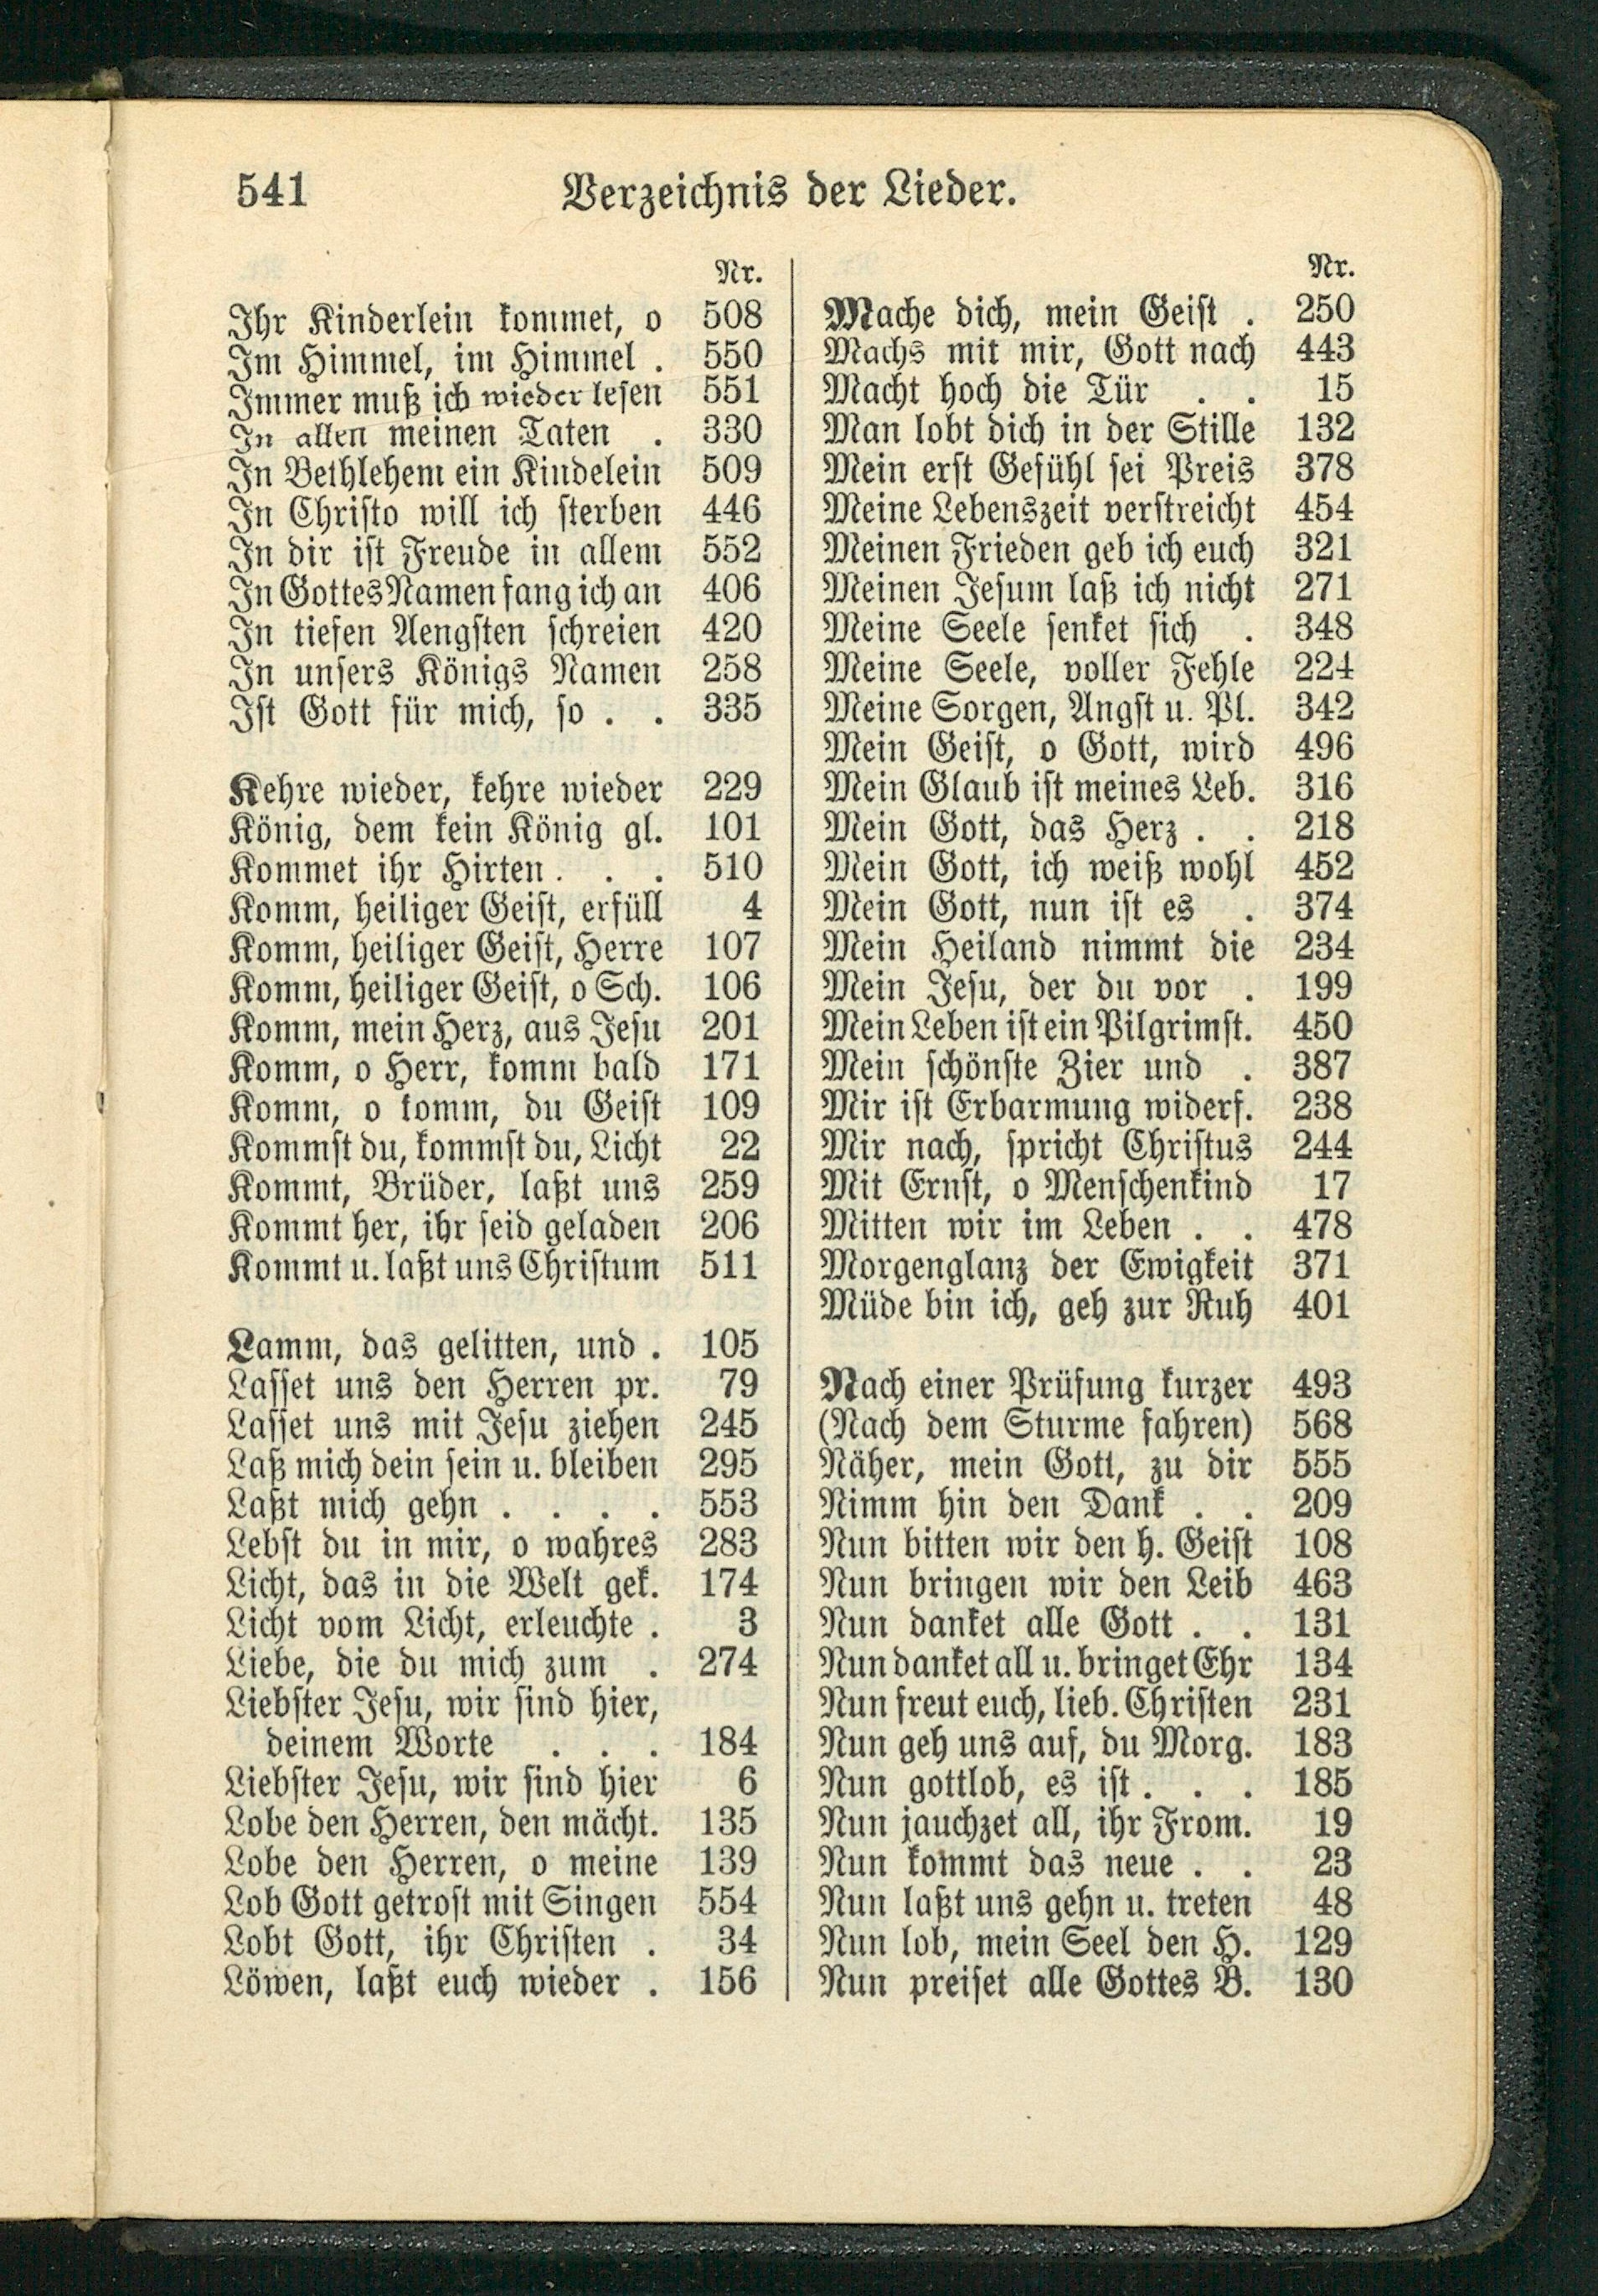 541 Verzeichnis der Lieder.
Nr.
Ihr Kinderlein kommet, o 508
Im Himmel, im Himmel . 550
Immer muß ich wieder lesen 551
In allen meinen Taten . 330
In Bethlehem ein Kindelein 509
In Christo will ich sterben 446
In dir ist Freude in allem 552
In Gottes Namen fang ich an 406
In tiefen Aengsten schreien 420
In unsers Königs Namen 258
Ist Gott für mich, so . . 335
Kehre wieder, kehre wieder 229
König, dem kein König gl. 101
Kommet ihr Hirten . . . 510
Komm, heiliger Geist, erfüll 4
Komm, heiliger Geist, Herre 107
Komm, heiliger Geist, o Sch. 106
Komm, mein Herz, aus Jesu 201
Komm, o Herr, komm bald 171
Komm, o komm, du Geist 109
Kommst du, kommst du, Licht 22
Kommt, Brüder, laßt uns 259
Kommt her, ihr seid geladen 206
Kommt u. laßt uns Christum 511
Lamm, das gelitten, und . 105
Lasset uns den Herren pr. 79
Lasset uns mit Jesu ziehen 245
Laß mich dein sein u. bleiben 295
Laßt mich gehn . . . . 553
Lebst du in mir, o wahres 283
Licht, das in die Welt gek. 174
Licht vom Licht, erleuchte . 3
Liebe, die du mich zum . 274
Liebster Jesu, wir sind hier,
deinem Worte . . . 184
Liebster Jesu, wir sind hier 6
Lobe den Herren, den mächt. 135
Lobe den Herren, o meine 139
Lob Gott getrost mit Singen 554
Lobt Gott, ihr Christen . 34
Löwen, laßt euch wieder . 156
Nr.
Mache dich, mein Geist . 250
Machs mit mir, Gott nach 443
Macht hoch die Tür . . 15
Man lobt dich in der Stille 132
Mein erst Gefühl sei Preis 378
Meine Lebenszeit verstreicht 454
Meinen Frieden geb ich euch 321
Meinen Jesum laß ich nicht 271
Meine Seele senket sich . 348
Meine Seele, voller Fehle 224
Meine Sorgen, Angst u. Pl. 342
Mein Geist, o Gott, wird 496
Mein Glaub ist meines Leb. 316
Mein Gott, das Herz . . 218
Mein Gott, ich weiß wohl 452
Mein Gott, nun ist es . 374
Mein Heiland nimmt die 234
Mein Jesu, der du vor . 199
Mein Leben ist ein Pilgrimst. 450
Mein schönste Zier und . 387
Mir ist Erbarmung widerf. 238
Mir nach, spricht Christus 244
Mit Ernst, o Menschenkind 17
Mitten wir im Leben . . 478
Morgenglanz der Ewigkeit 371
Müde bin ich, geh zur Ruh 401
Nach einer Prüfung kurzer 493
(Nach dem Sturme fahren) 568
Näher, mein Gott, zu dir 555
Nimm hin den Dank . . 209
Nun bitten wir den h. Geist 108
Nun bringen wir den Leib 463
Nun danket alle Gott . . 131
Nun danket all u. bringet Ehr 134
Nun freut euch, lieb. Christen 231
Nun geh uns auf, du Morg. 183
Nun gottlob, es ist . . . 185
Nun jauchzet all, ihr From. 19
Nun kommt das neue . . 23
Nun laßt uns gehn u. treten 48
Nun lob, mein Seel den H. 129
Nun preiset alle Gottes B. 130